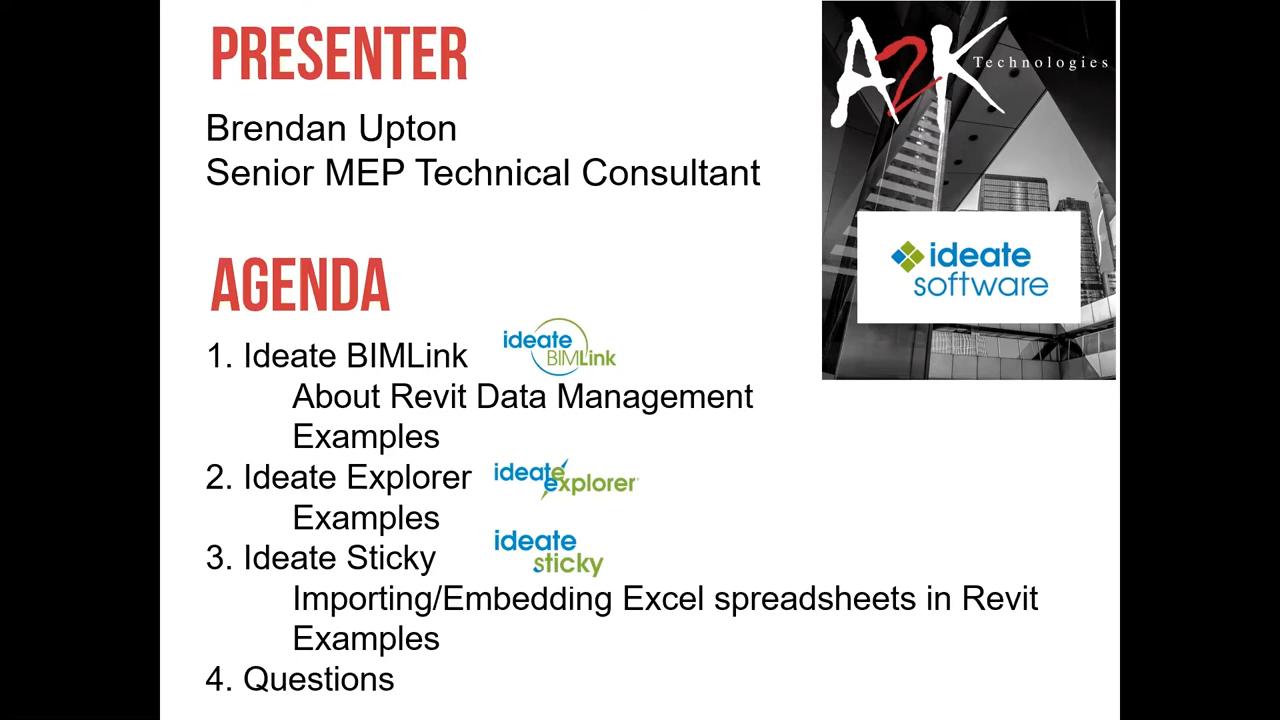 PRESENTER
Brendan Upton
Senior MEP Technical Consultant
A2K Technologies
ideate
software
AGENDA
1. Ideate BIMLink
ideate
BIMLink
About Revit Data Management
Examples
2. Ideate Explorer
ideate
explorer
Examples
3. Ideate Sticky
ideate
sticky
Importing/Embedding Excel spreadsheets in Revit
Examples
4. Questions